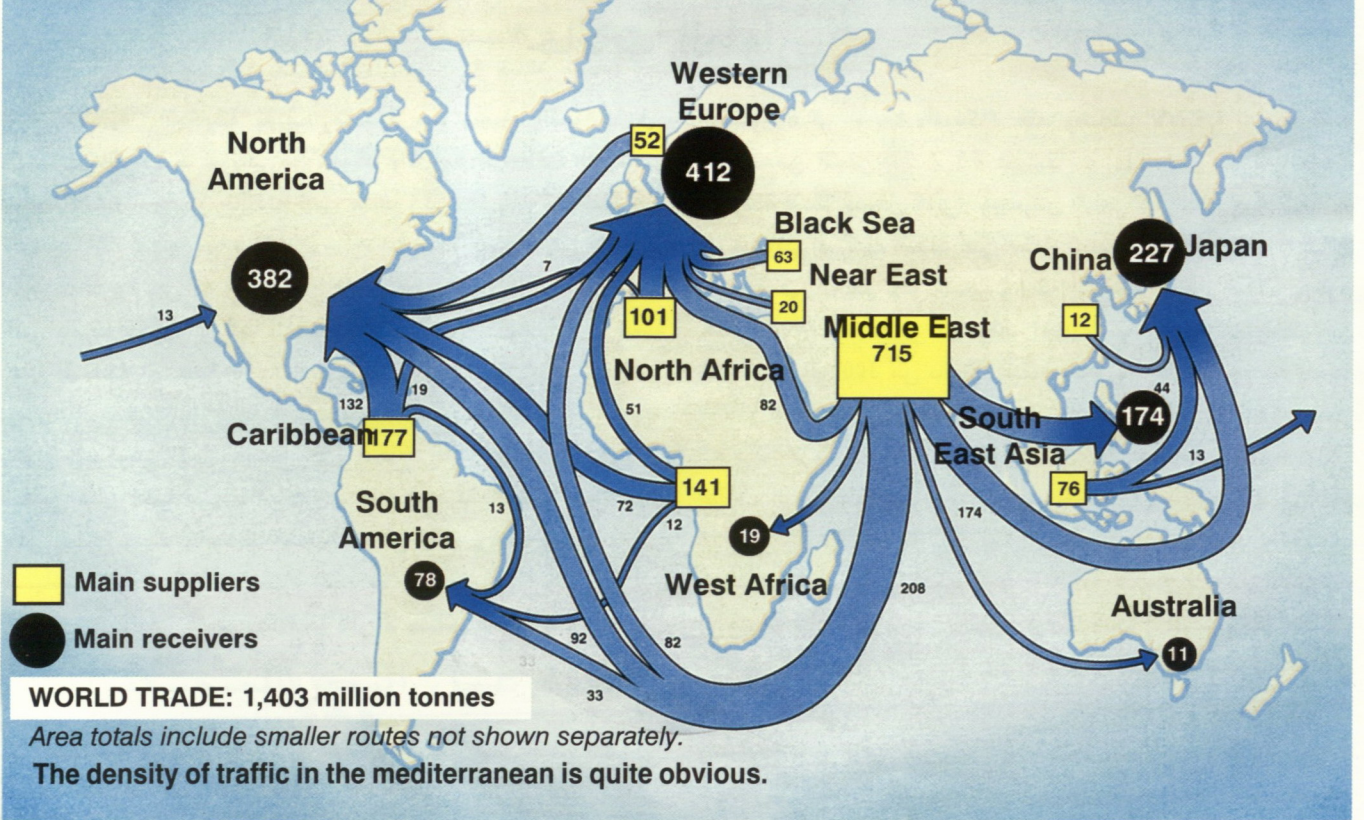 Western
Europe
52
412
North
America
382
13
7
Black Sea
63
Near East
20
101
Middle East
715
North Africa
China
227
Japan
12
44
174
South
East Asia
76
13
19
132
Caribbean
177
51
82
141
72
12
13
South
America
78
19
West Africa
174
208
Australia
11
92
82
33
33
Main suppliers
Main receivers
WORLD TRADE: 1,403 million tonnes
Area totals include smaller routes not shown separately.
The density of traffic in the mediterranean is quite obvious.